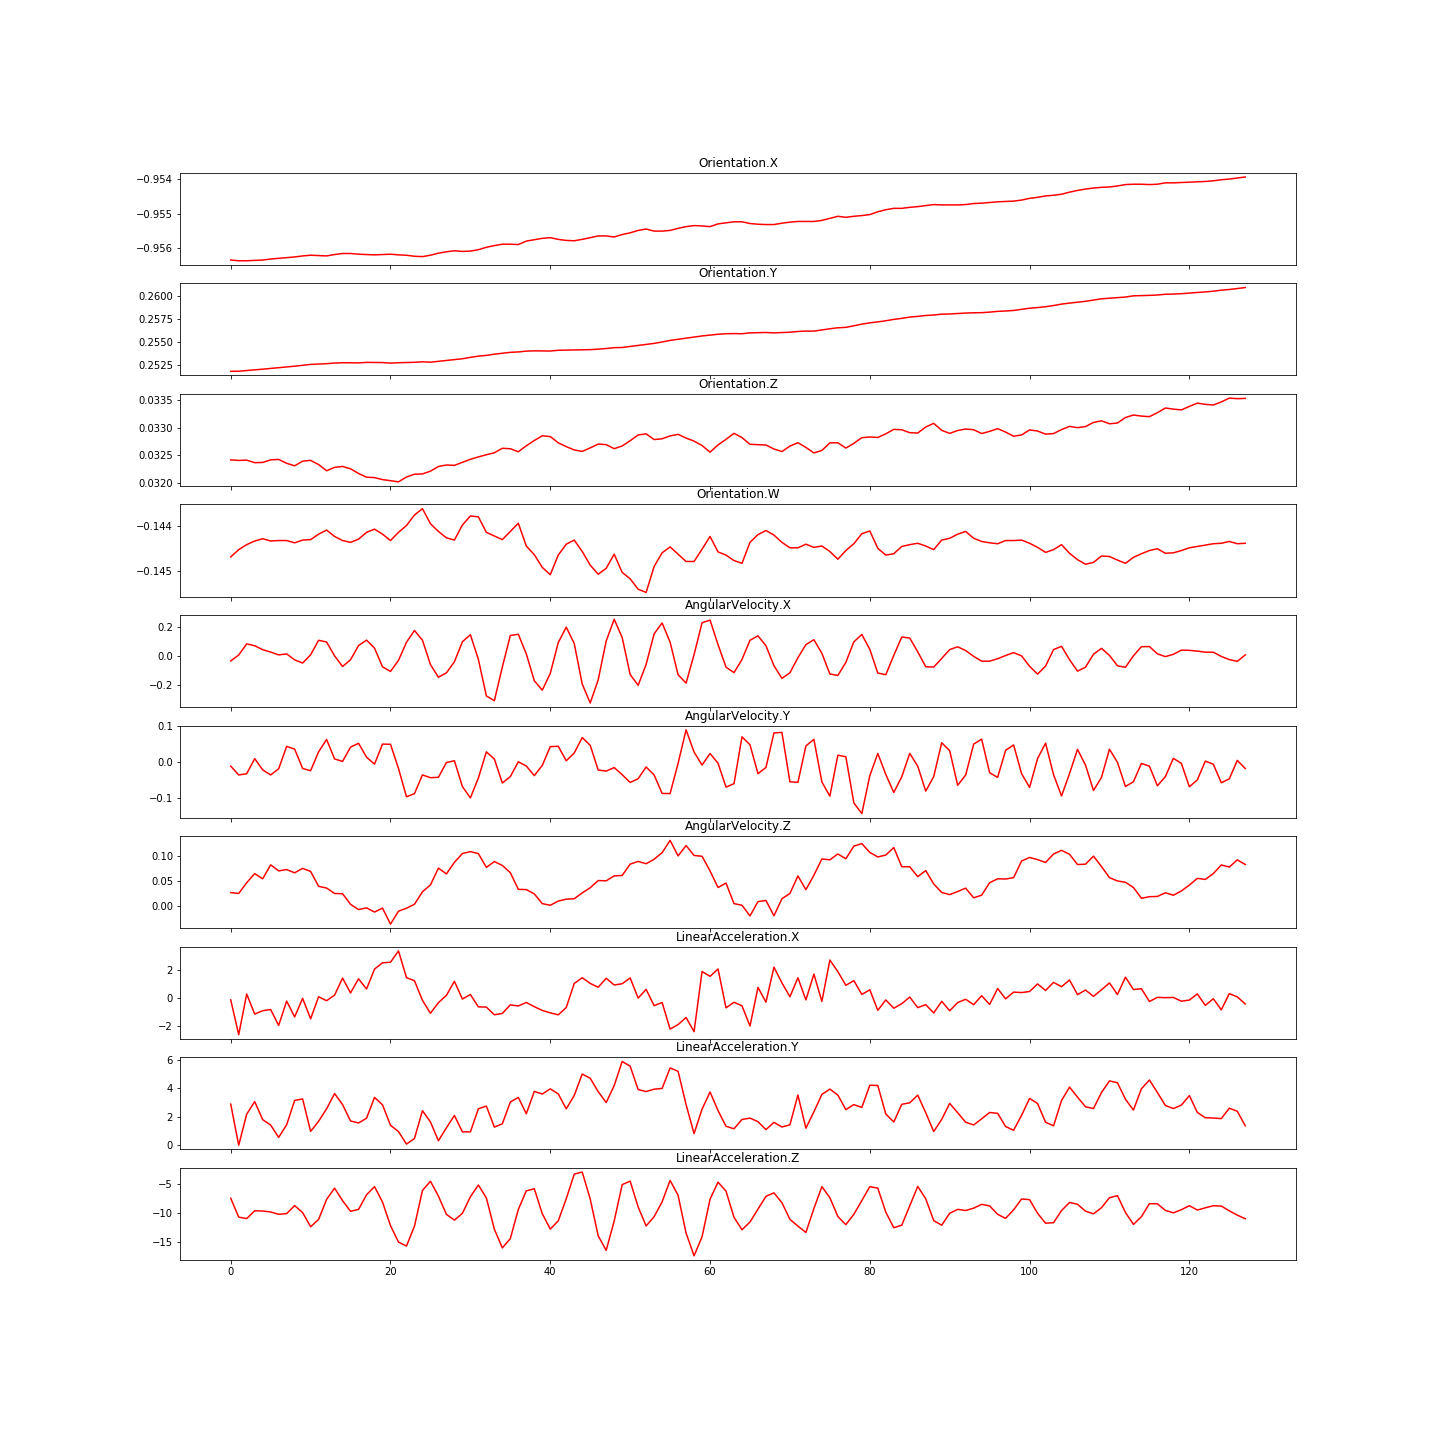 Orientation.X
−0.954
−0.955
−0.956
Orientation.Y
0.2600
0.2575
0.2550
0.2525
Orientation.Z
0.0335
0.0330
0.0325
0.0320
Orientation.W
−0.144
−0.145
AngularVelocity.X
0.2
0.0
−0.2
AngularVelocity.Y
0.1
0.0
−0.1
AngularVelocity.Z
0.10
0.05
0.00
LinearAcceleration.X
2
0
−2
LinearAcceleration.Y
6
4
2
0
LinearAcceleration.Z
−5
−10
−15
0 20 40 60 80 100 120